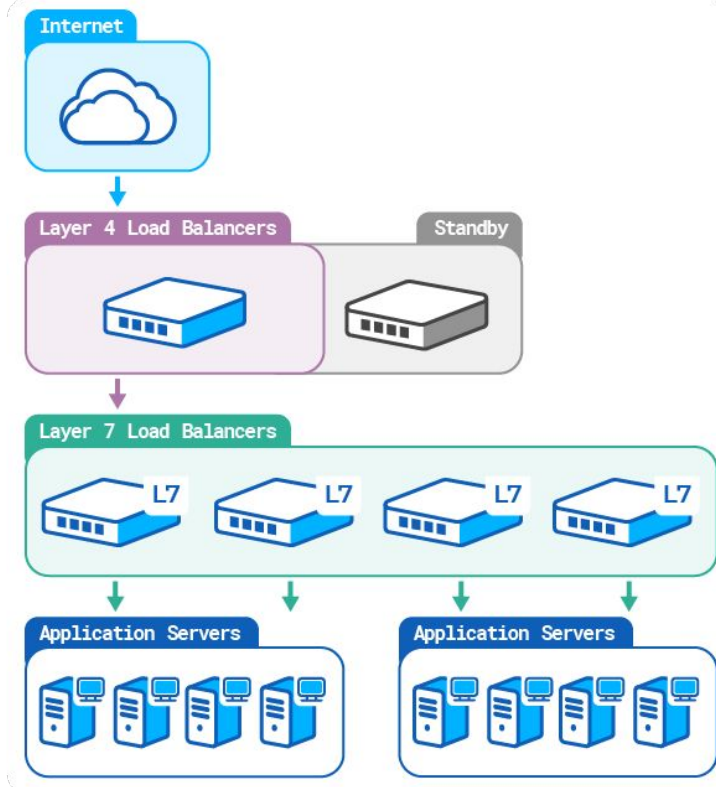 Internet
Layer 4 Load Balancers
Standby
Layer 7 Load Balancers
L7
L7
L7
L7
Application Servers
Application Servers